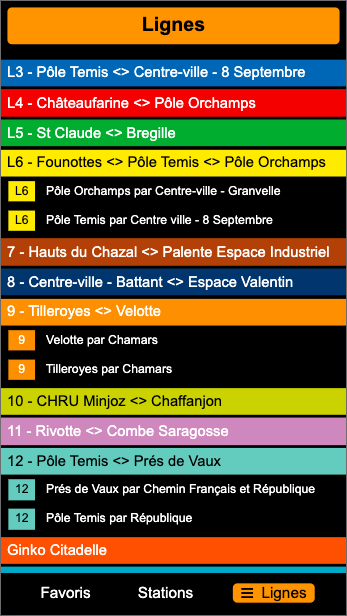 Lignes
L3 - Pôle Temis <> Centre-ville - 8 Septembre
L4 - Châteaufarine <> Pôle Orchamps
L5 - St Claude <> Bregille
L6 - Founottes <> Pôle Temis <> Pôle Orchamps
L6 Pôle Orchamps par Centre-ville - Granvelle
L6 Pôle Temis par Centre ville - 8 Septembre
7 - Hauts du Chazal <> Palente Espace Industriel
8 - Centre-ville - Battant <> Espace Valentin
9 - Tilleroyes <> Velotte
9 Velotte par Chamars
9 Tilleroyes par Chamars
10 - CHRU Minjoz <> Chaffanjon
11 - Rivotte <> Combe Saragosse
12 - Pôle Temis <> Prés de Vaux
12 Prés de Vaux par Chemin Français et République
12 Pôle Temis par République
Ginko Citadelle
Favoris Stations Lignes